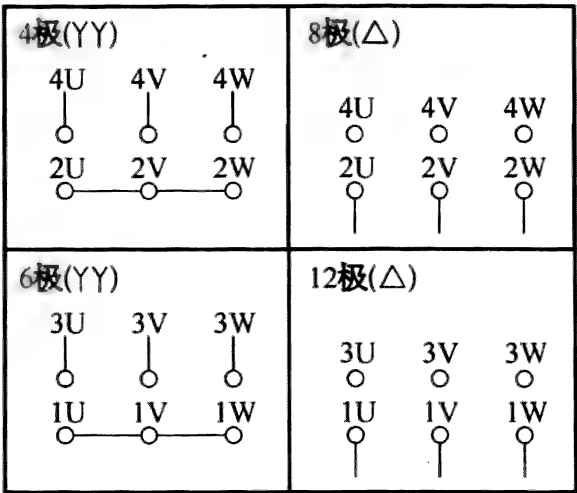 4极(YY)
4U 4V 4W
2U 2V 2W
8极(△)
4U 4V 4W
2U 2V 2W
6极(YY)
3U 3V 3W
1U 1V 1W
12极(△)
3U 3V 3W
1U 1V 1W